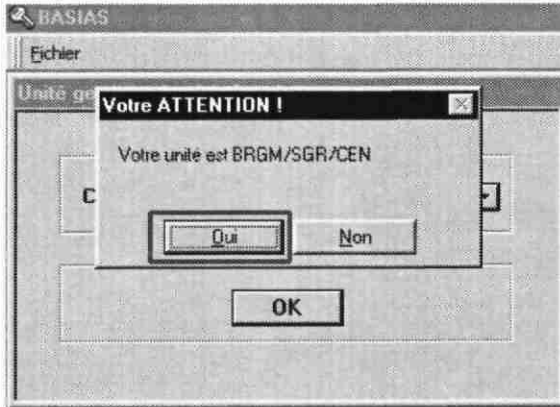 BASIAS
Fichier
Unité ge
Votre ATTENTION !
Votre unité est BRGM/SGR/CEN
C
Oui
Non
OK